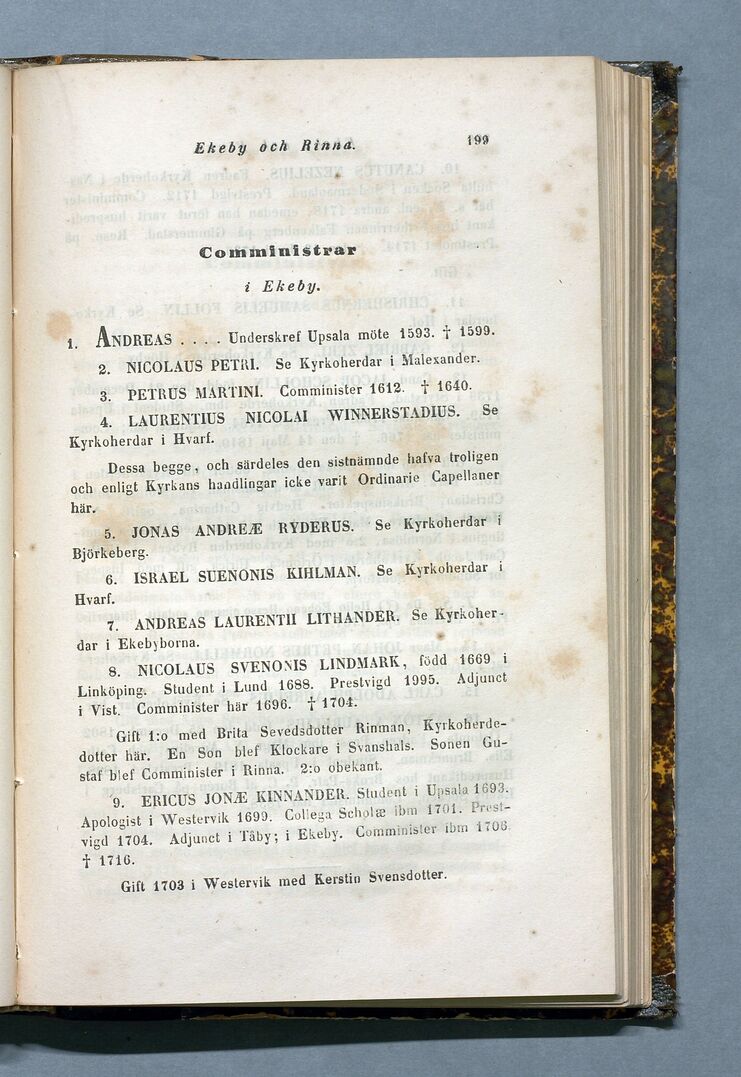 Ekeby och Rinna. 199
Comministrar
i Ekeby.
1. ANDREAS . . . . Underskref Upsala möte 1593. † 1599.
2. NICOLAUS PETRI. Se Kyrkoherdar i Malexander.
3. PETRUS MARTINI. Comminister 1612. † 1640.
4. LAURENTIUS NICOLAI WINNERSTADIUS. Se
Kyrkoherdar i Hvarf.
Dessa begge, och särdeles den sistnämnde hafva troligen
och enligt Kyrkans handlingar icke varit Ordinarie Capellaner
här.
5. JONAS ANDREÆ RYDERUS. Se Kyrkoherdar i
Björkeberg.
6. ISRAEL SUENONIS KIHLMAN. Se Kyrkoherdar i
Hvarf.
7. ANDREAS LAURENTII LITHANDER. Se Kyrkoher-
dar i Ekebyborna.
8. NICOLAUS SVENONIS LINDMARK, född 1669 i
Linköping. Student i Lund 1688. Prestvigd 1995. Adjunct
i Vist. Comminister här 1696. † 1704.
Gift 1:o med Brita Sevedsdotter Rinman, Kyrkoherde-
dotter här. En Son blef Klockare i Svanshals. Sonen Gu-
staf blef Comminister i Rinna. 2:o obekant.
9. ERICUS JONÆ KINNANDER. Student i Upsala 1693.
Apologist i Westervik 1699. Collega Scholæ ibm 1701. Prest-
vigd 1704. Adjunct i Tåby; i Ekeby. Comminister ibm 1706
† 1716.
Gift 1703 i Westervik med Kerstin Svensdotter.